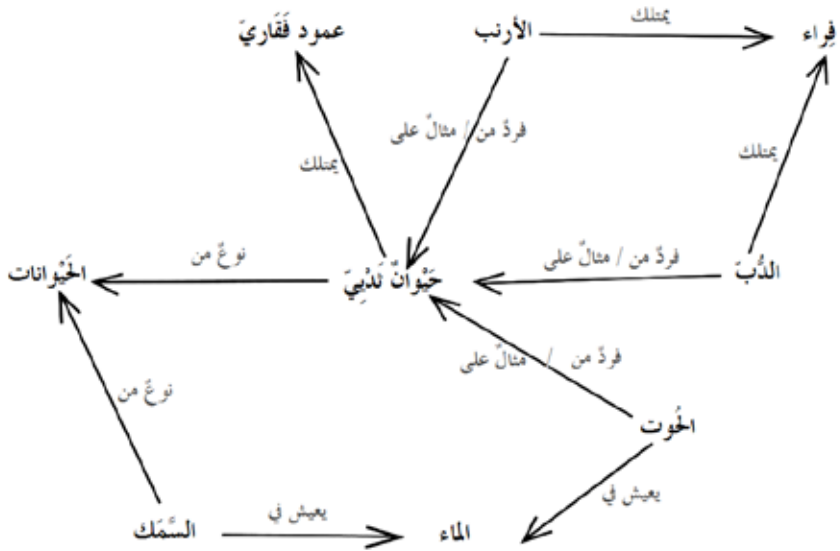 فِراء
يمتلك
الأرنب
عمود فَقَاريّ
فردٌ من / مثالٌ على
يمتلك
يمتلك
الدُّبّ
فردٌ من / مثالٌ على
حَيْوانٌ ثَدْيِيّ
نوعٌ من
الحَيْوانات
فردٌ من / مثالٌ على
نوعٌ من
الحُوت
يعيش في
الماء
يعيش في
السَّمَك